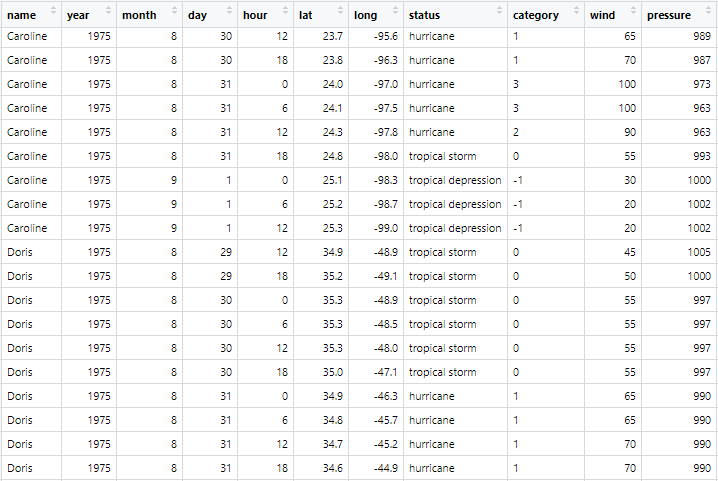 name year month day hour lat long status category wind pressure
Caroline 1975 8 30 12 23.7 -95.6 hurricane 1 65 989
Caroline 1975 8 30 18 23.8 -96.3 hurricane 1 70 987
Caroline 1975 8 31 0 24.0 -97.0 hurricane 3 100 973
Caroline 1975 8 31 6 24.1 -97.5 hurricane 3 100 963
Caroline 1975 8 31 12 24.3 -97.8 hurricane 2 90 963
Caroline 1975 8 31 18 24.8 -98.0 tropical storm 0 55 993
Caroline 1975 9 1 0 25.1 -98.3 tropical depression -1 30 1000
Caroline 1975 9 1 6 25.2 -98.7 tropical depression -1 20 1002
Caroline 1975 9 1 12 25.3 -99.0 tropical depression -1 20 1002
Doris 1975 8 29 12 34.9 -48.9 tropical storm 0 45 1005
Doris 1975 8 29 18 35.2 -49.1 tropical storm 0 50 1000
Doris 1975 8 30 0 35.3 -48.9 tropical storm 0 55 997
Doris 1975 8 30 6 35.3 -48.5 tropical storm 0 55 997
Doris 1975 8 30 12 35.3 -48.0 tropical storm 0 55 997
Doris 1975 8 30 18 35.0 -47.1 tropical storm 0 55 997
Doris 1975 8 31 0 34.9 -46.3 hurricane 1 65 990
Doris 1975 8 31 6 34.8 -45.7 hurricane 1 65 990
Doris 1975 8 31 12 34.7 -45.2 hurricane 1 70 990
Doris 1975 8 31 18 34.6 -44.9 hurricane 1 70 990